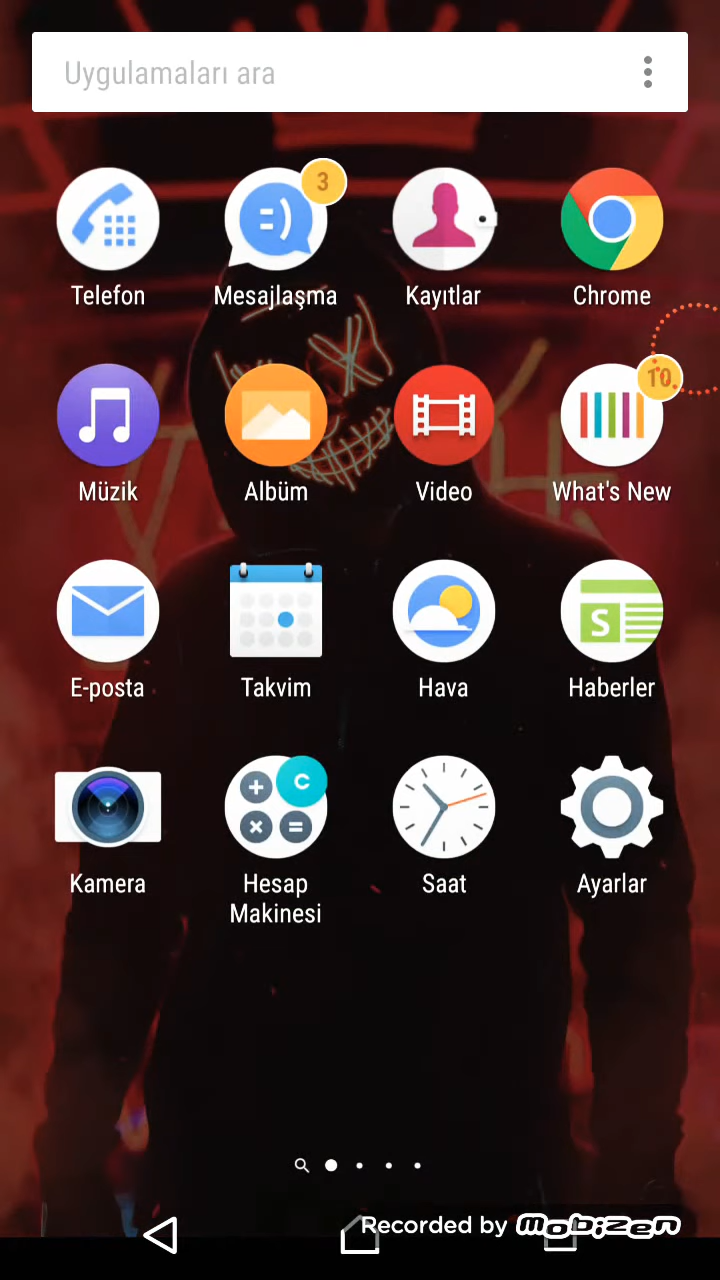 Uygulamaları ara
3
Telefon
Mesajlaşma
Kayıtlar
Chrome
10
Müzik
Albüm
Video
What's New
S
E-posta
Takvim
Hava
Haberler
C
Kamera
Hesap
Makinesi
Saat
Ayarlar
Recorded by Mobizen